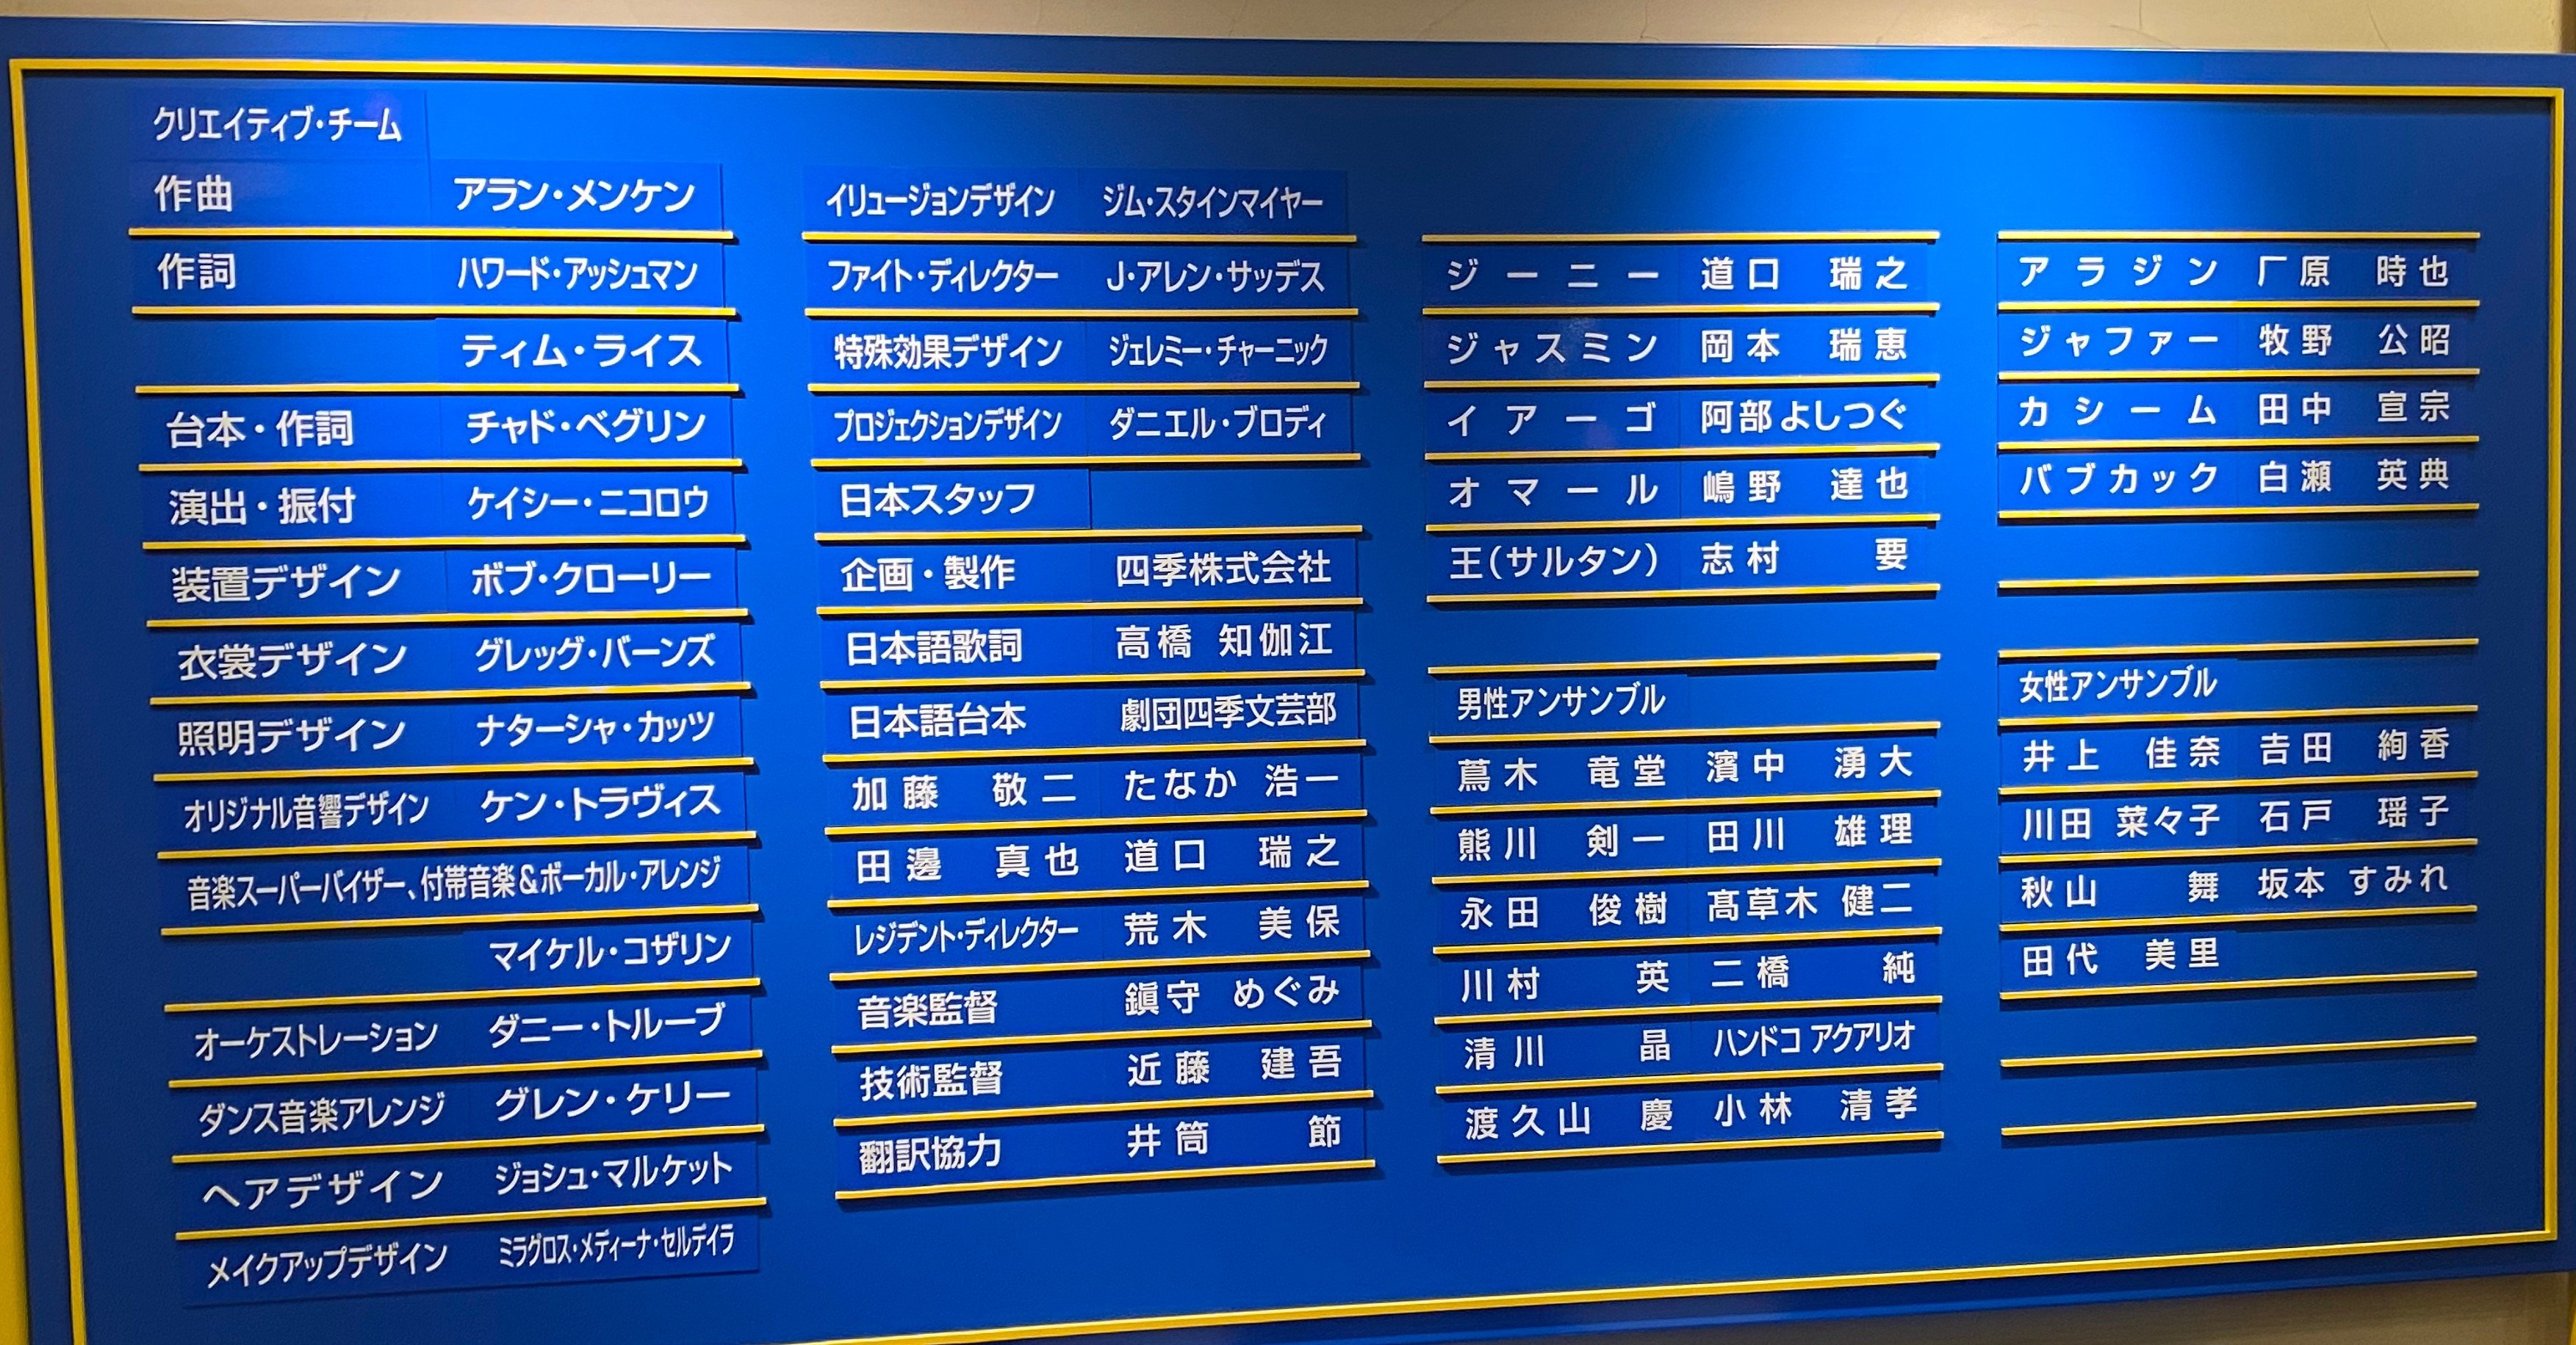 クリエイティブ・チーム
作曲 アラン・メンケン
作詞 ハワード・アッシュマン
ティム・ライス
台本・作詞 チャド・ベグリン
演出・振付 ケイシー・ニコロウ
装置デザイン ボブ・クローリー
衣裳デザイン グレッグ・バーンズ
照明デザイン ナターシャ・カッツ
オリジナル音響デザイン ケン・トラヴィス
音楽スーパーバイザー、付帯音楽&ボーカル・アレンジ
マイケル・コザリン
オーケストレーション ダニー・トルーブ
ダンス音楽アレンジ グレン・ケリー
ヘアデザイン ジョシュ・マルケット
メイクアップデザイン ミラグロス・メディーナ・セルデイラ
イリュージョンデザイン ジム・スタインマイヤー
ファイト・ディレクター J・アレン・サッデス
特殊効果デザイン ジェレミー・チャーニック
プロジェクションデザイン ダニエル・ブロディ
日本スタッフ
企画・製作 四季株式会社
日本語歌詞 高橋 知伽江
日本語台本 劇団四季文芸部
加藤 敬二 たなか 浩一
田邊 真也 道口 瑞之
レジデント・ディレクター 荒木 美保
音楽監督 鎮守 めぐみ
技術監督 近藤 建吾
翻訳協力 井筒 節
ジーニー 道口 瑞之
ジャスミン 岡本 瑞恵
イアーゴ 阿部よしつぐ
オマール 嶋野 達也
王(サルタン) 志村 要
男性アンサンブル
蔦木 竜堂 濱中 湧大
熊川 剣一 田川 雄理
永田 俊樹 髙草木 健二
川村 英 二橋 純
清川 晶 ハンドコ アクアリオ
渡久山 慶 小林 清孝
アラジン 厂原 時也
ジャファー 牧野 公昭
カシーム 田中 宣宗
バブカック 白瀬 英典
女性アンサンブル
井上 佳奈 吉田 絢香
川田 菜々子 石戸 瑶子
秋山 舞 坂本 すみれ
田代 美里